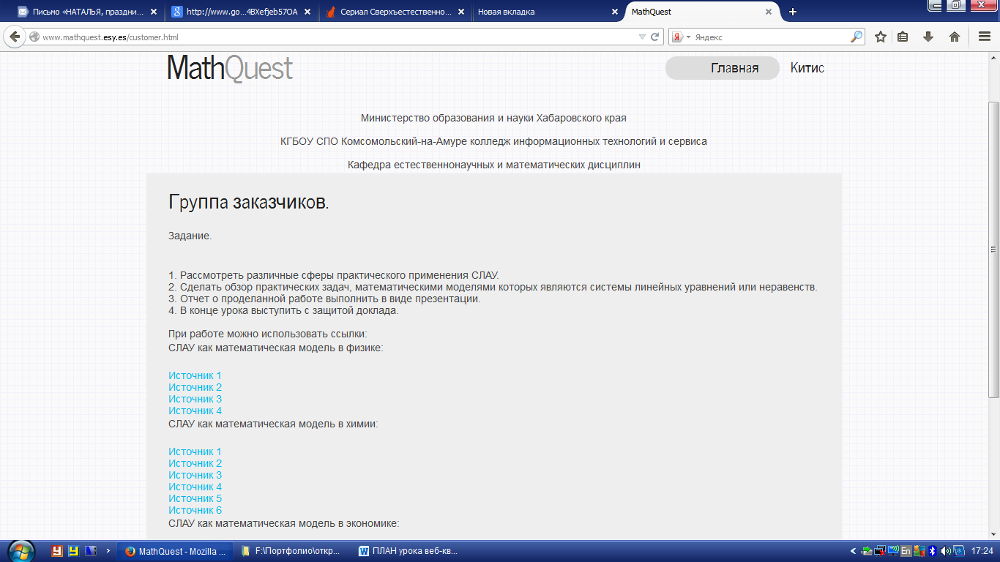 Письмо «НАТАЛЬЯ, праздни...
http://www.go...4BXefjeb57OA
Сериал Сверхъестественно...
Новая вкладка
MathQuest
www.mathquest.esy.es/customer.html
Яндекс
MathQuest
Главная
Китис
Министерство образования и науки Хабаровского края
КГБОУ СПО Комсомольский-на-Амуре колледж информационных технологий и сервиса
Кафедра естественнонаучных и математических дисциплин
Группа заказчиков.
Задание.
1. Рассмотреть различные сферы практического применения СЛАУ.
2. Сделать обзор практических задач, математическими моделями которых являются системы линейных уравнений или неравенств.
3. Отчет о проделанной работе выполнить в виде презентации.
4. В конце урока выступить с защитой доклада.
При работе можно использовать ссылки:
СЛАУ как математическая модель в физике:
Источник 1
Источник 2
Источник 3
Источник 4
СЛАУ как математическая модель в химии:
Источник 1
Источник 2
Источник 3
Источник 4
Источник 5
Источник 6
СЛАУ как математическая модель в экономике:
MathQuest - Mozilla ...
F:\Портфолио\откр...
ПЛАН урока веб-кв...
En
17:24